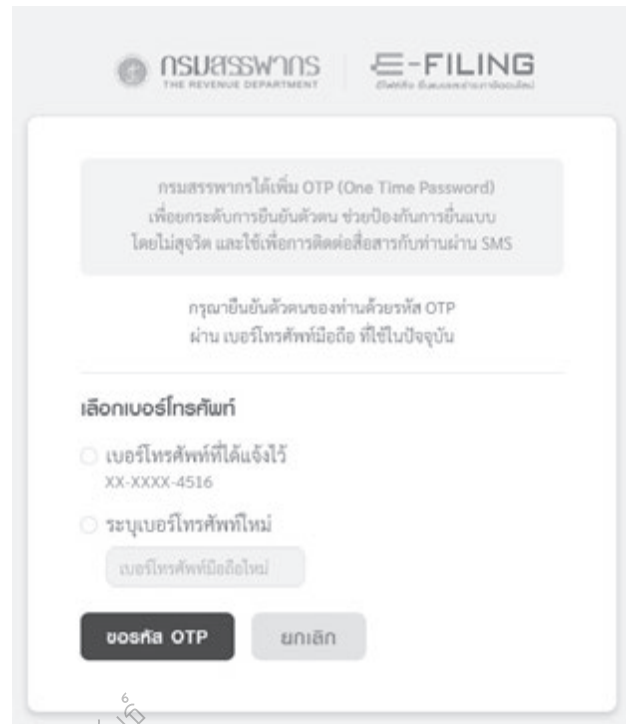 กรมสรรพากร
THE REVENUE DEPARTMENT
E-FILING
กรมสรรพากรได้เพิ่ม OTP (One Time Password)
เพื่อยกระดับการยืนยันตัวตน ช่วยป้องกันการยื่นแบบ
โดยไม่สุจริต และใช้เพื่อการติดต่อสื่อสารกับท่านผ่าน SMS
กรุณายืนยันตัวตนของท่านด้วยรหัส OTP
ผ่าน เบอร์โทรศัพท์มือถือ ที่ใช้ในปัจจุบัน
เลือกเบอร์โทรศัพท์
เบอร์โทรศัพท์ที่ได้แจ้งไว้
XX-XXXX-4516
ระบุเบอร์โทรศัพท์ใหม่
เบอร์โทรศัพท์มือถือใหม่
ขอรหัส OTP
ยกเลิก
6